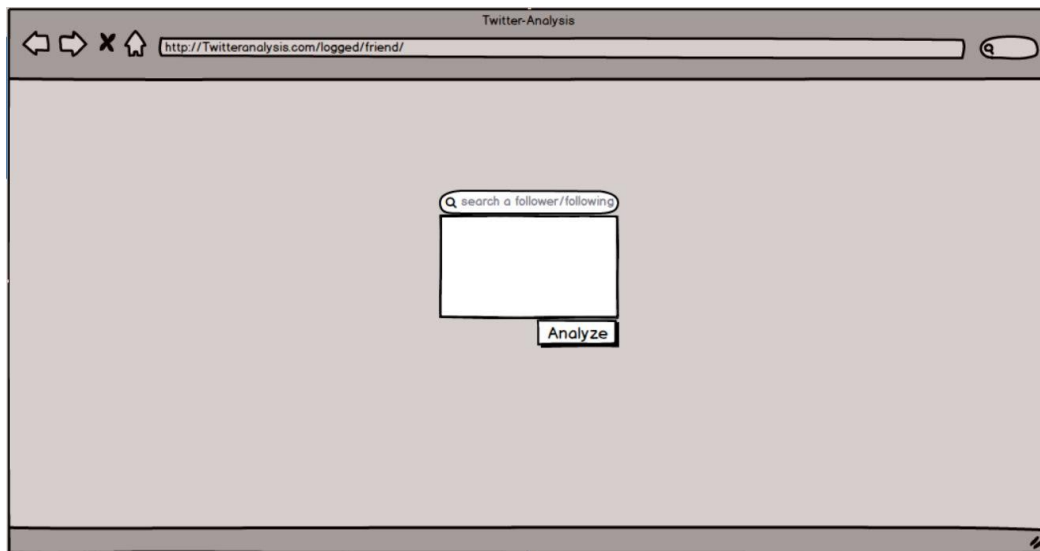 Twitter-Analysis
http://Twitteranalysis.com/logged/friend/
search a follower/following
Analyze